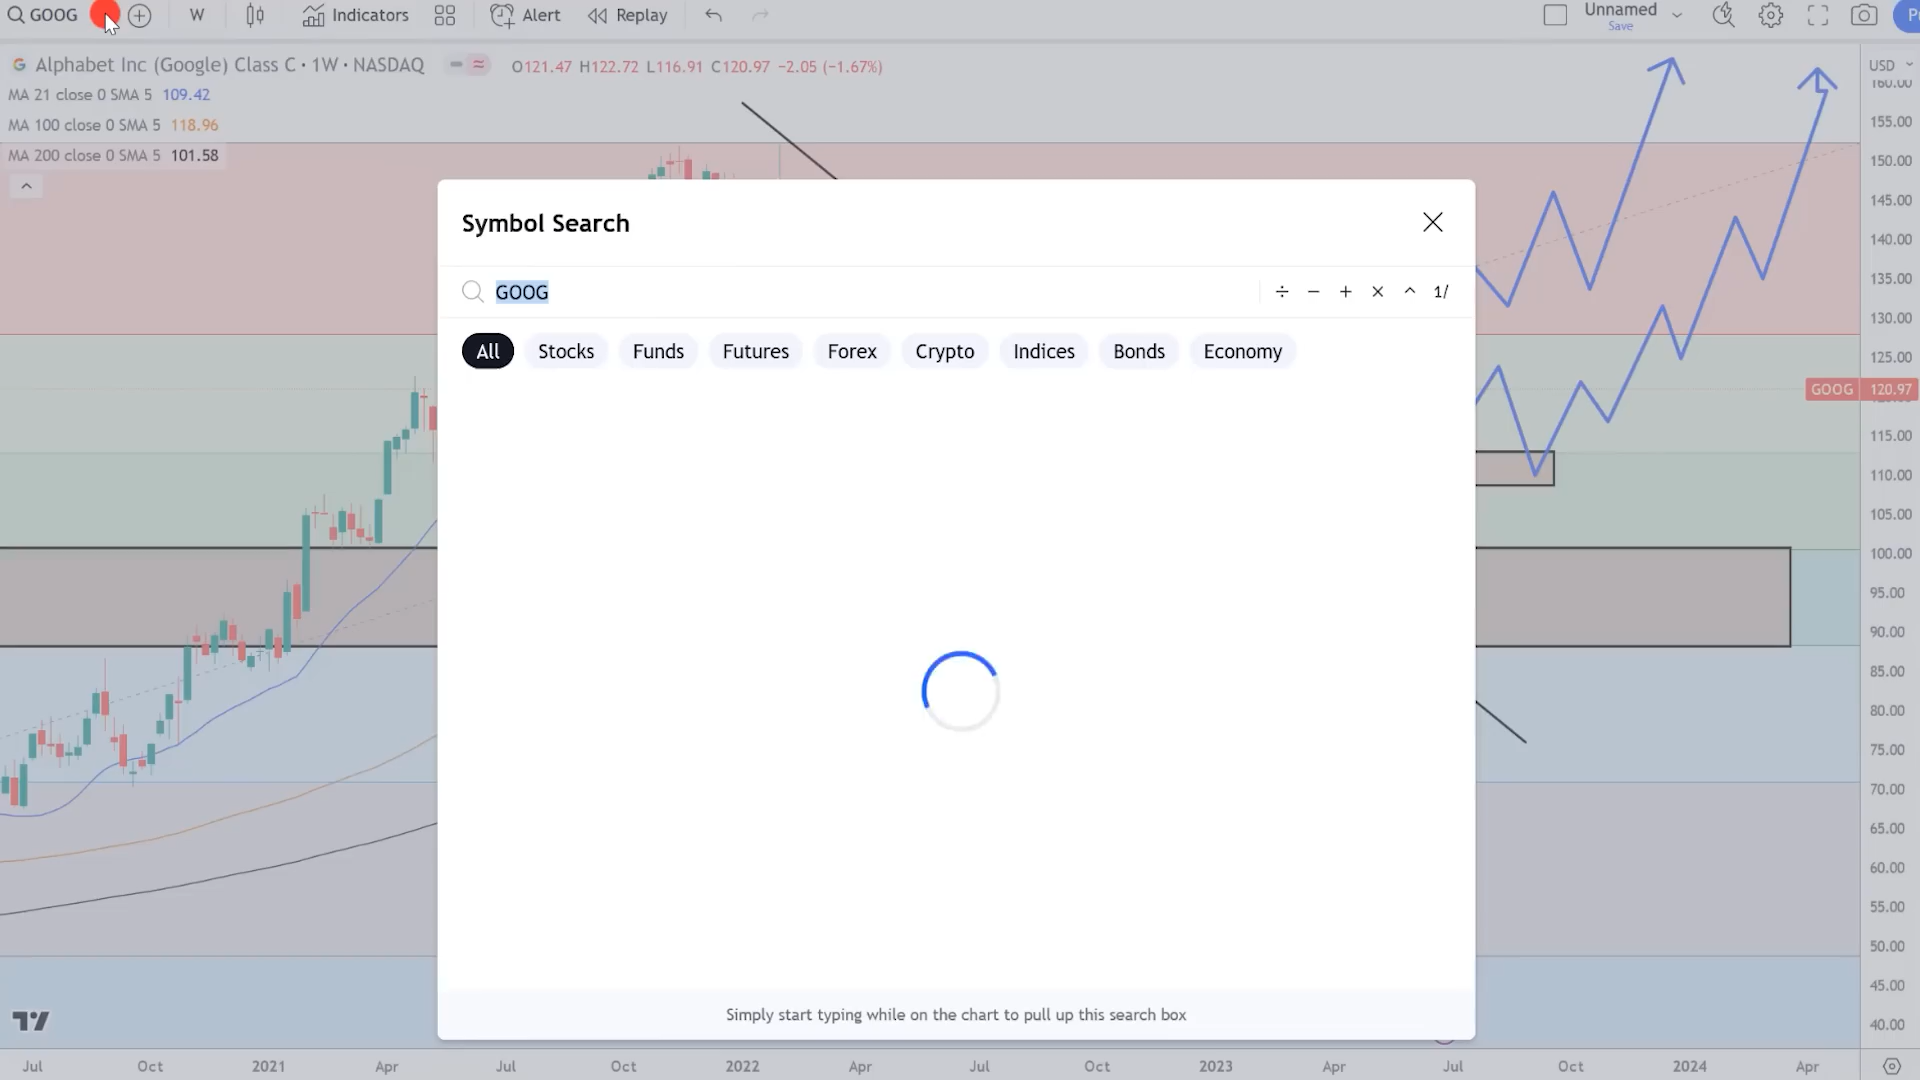 GOOG
W
Indicators
Alert
Replay
Unnamed
Save
Alphabet Inc (Google) Class C · 1W · NASDAQ
O121.47 H122.72 L116.91 C120.97 −2.05 (−1.67%)
USD
MA 21 close 0 SMA 5 109.42
MA 100 close 0 SMA 5 118.96
MA 200 close 0 SMA 5 101.58
Symbol Search
GOOG
÷ − + × ^ 1/
All Stocks Funds Futures Forex Crypto Indices Bonds Economy
Simply start typing while on the chart to pull up this search box
160.00
155.00
150.00
145.00
140.00
135.00
130.00
125.00
GOOG 120.97
115.00
110.00
105.00
100.00
95.00
90.00
85.00
80.00
75.00
70.00
65.00
60.00
55.00
50.00
45.00
40.00
Jul Oct 2021 Apr Jul Oct 2022 Apr Jul Oct 2023 Apr Jul Oct 2024 Apr